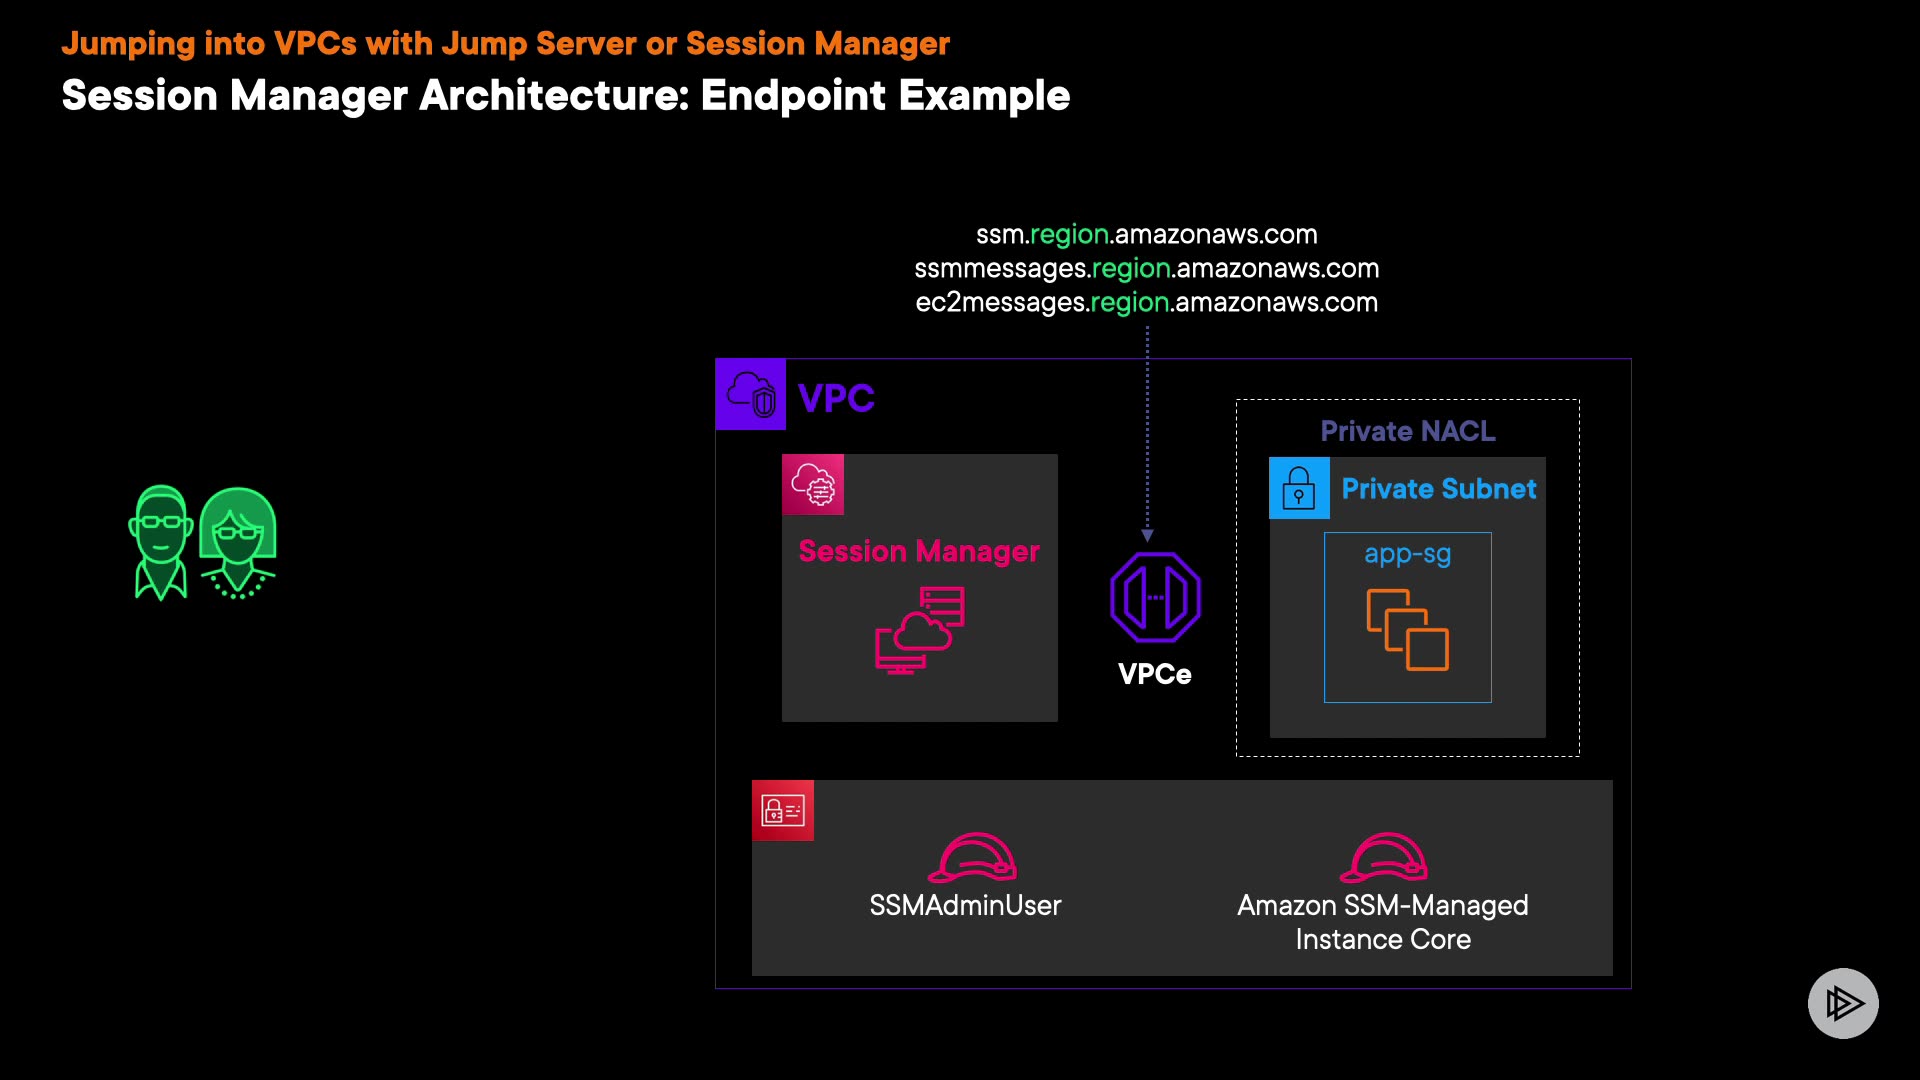 Jumping into VPCs with Jump Server or Session Manager
Session Manager Architecture: Endpoint Example
ssm.region.amazonaws.com
ssmmessages.region.amazonaws.com
ec2messages.region.amazonaws.com
VPC
Private NACL
Private Subnet
Session Manager
app-sg
VPCe
SSMAdminUser
Amazon SSM-Managed
Instance Core